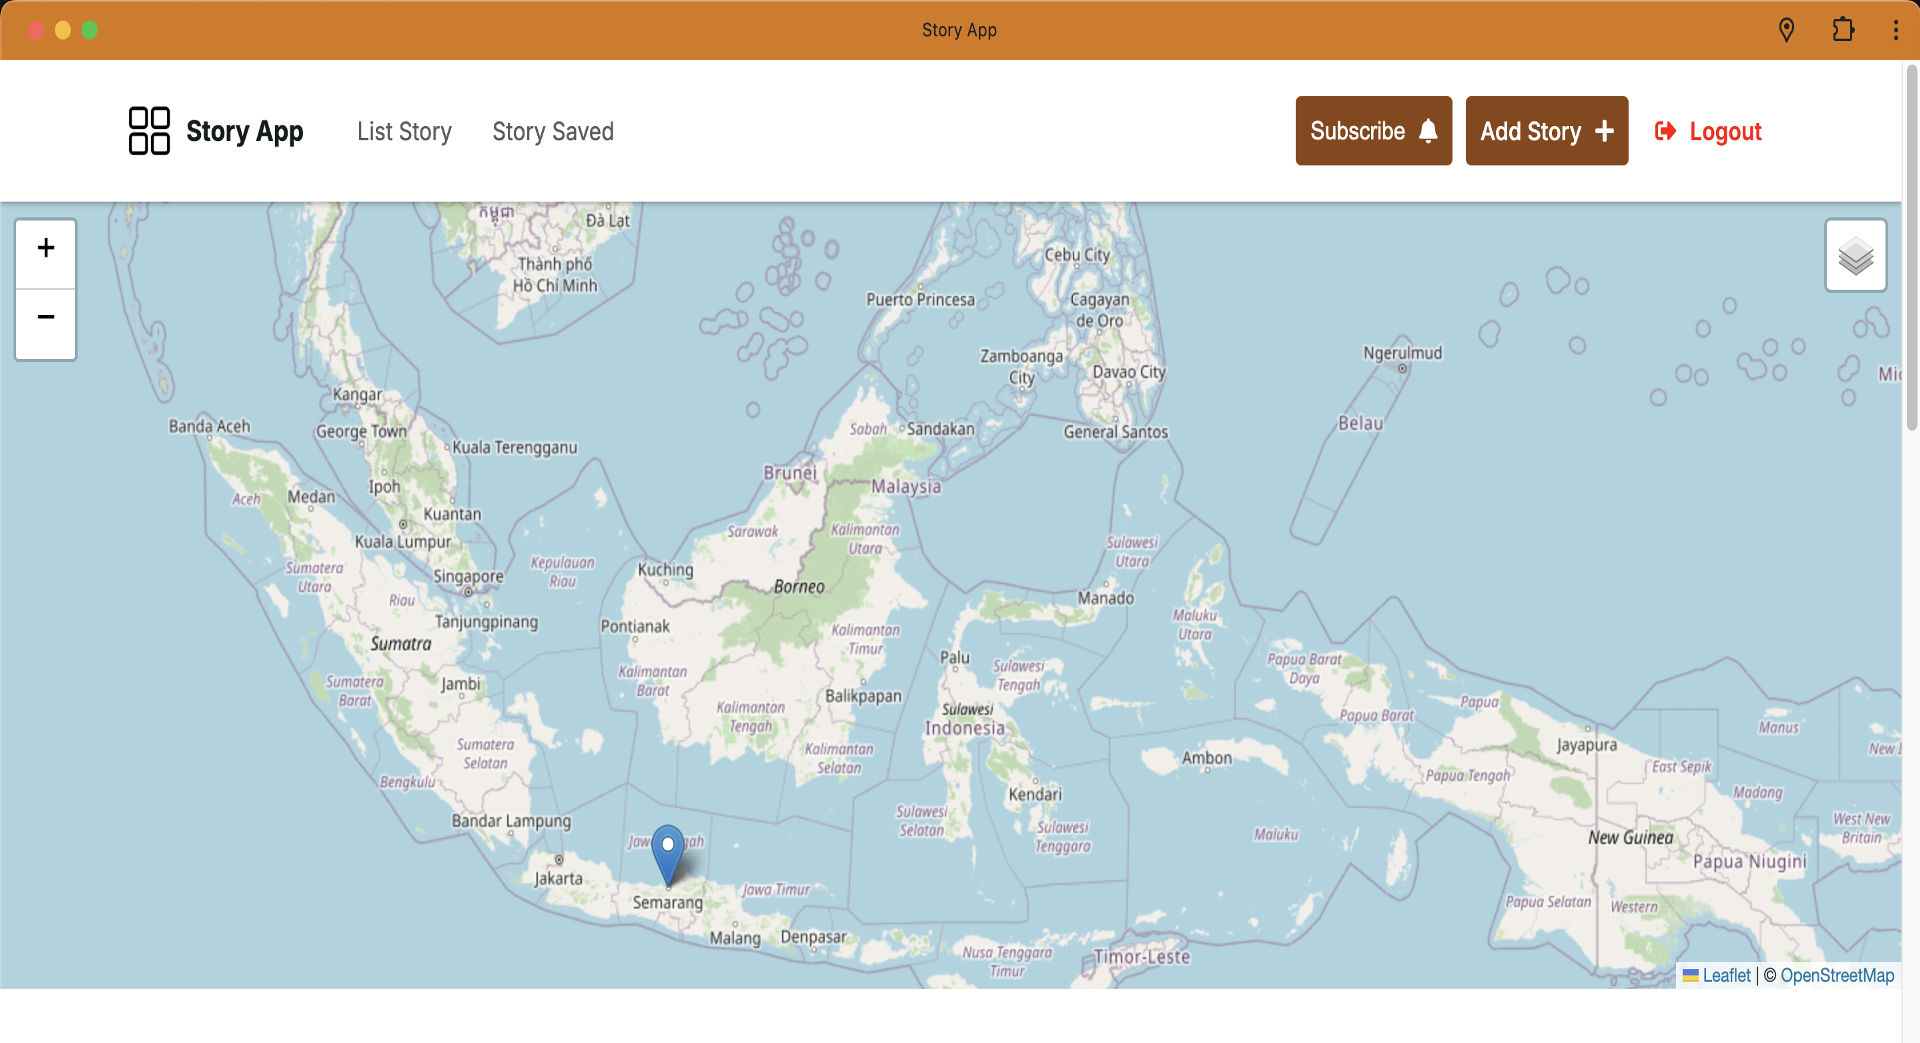 Story App
Story App
List Story
Story Saved
Subscribe
Add Story +
Logout
+
−
កម្ពុជា
Đà Lạt
Thành phố
Hồ Chí Minh
Cebu City
Puerto Princesa
Cagayan
de Oro
Zamboanga
City
Davao City
Ngerulmud
Kangar
Banda Aceh
George Town
Kuala Terengganu
Sabah
Sandakan
General Santos
Belau
Brunei
Malaysia
Ipoh
Aceh
Medan
Kuantan
Sarawak
Kalimantan
Utara
Kuala Lumpur
Sulawesi
Utara
Sumatera
Utara
Singapore
Kepulauan
Riau
Kuching
Borneo
Riau
Manado
Tanjungpinang
Pontianak
Maluku
Utara
Sumatra
Kalimantan
Timur
Palu
Sulawesi
Tengah
Papua Barat
Daya
Kalimantan
Barat
Sumatera
Barat
Jambi
Balikpapan
Kalimantan
Tengah
Sulawesi
Indonesia
Papua
Papua Barat
Manus
Sumatera
Selatan
Kalimantan
Selatan
Ambon
Jayapura
New
East Sepik
Papua Tengah
Bengkulu
Kendari
Madang
Bandar Lampung
Sulawesi
Selatan
Sulawesi
Tenggara
Maluku
West New
Britain
New Guinea
Papua Niugini
Jakarta
Jawa Timur
Semarang
Papua Selatan
Western
Malang
Denpasar
Nusa Tenggara
Timur
Timor-Leste
Leaflet | © OpenStreetMap